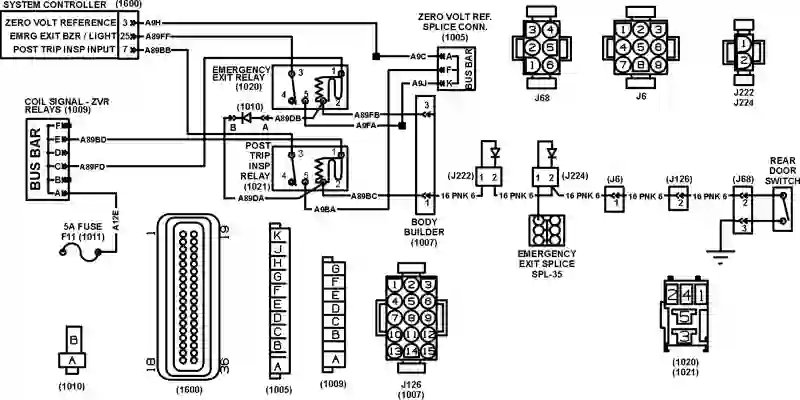 SYSTEM CONTROLLER (1600)
ZERO VOLT REFERENCE 3 A9H
EMRG EXIT BZR / LIGHT 25 A89FF
POST TRIP INSP INPUT 7 A89BB
ZERO VOLT REF.
SPLICE CONN.
(1005)
A9C A
F
A9J K
BUS BAR
J68
J6
J222
J224
1 2 3 4 5 6
1 2 3 4 5 6 7 8 9
1 2
EMERGENCY
EXIT RELAY
(1020)
3 1
4 5 2
COIL SIGNAL - ZVR
RELAYS (1009)
BUS BAR
F
E A89BD
D
C A89FD
B
A
A12E
(1010)
B A
A89DB
A89FB
A9FA
3
POST
TRIP
INSP
RELAY
(1021)
3 1
4 5 2
A89DA
A89BC
A9BA
1
BODY
BUILDER
(1007)
16 PNK 6
(J222)
1 2
16 PNK 6
(J224)
1 2
16 PNK 6
(J6)
1
16 PNK 6
(J126)
2
16 PNK 6
(J68)
2
3
REAR
DOOR
SWITCH
5A FUSE
F11 (1011)
EMERGENCY
EXIT SPLICE
SPL-35
1 19
18 36
(1600)
K
J
H
G
F
E
D
C
B
A
(1005)
G
F
E
D
C
B
A
(1009)
1 2 3
4 5 6
7 8 9
10 11 12
13 14 15
J126
(1007)
2 4 1
5
3
(1020)
(1021)
B
A
(1010)